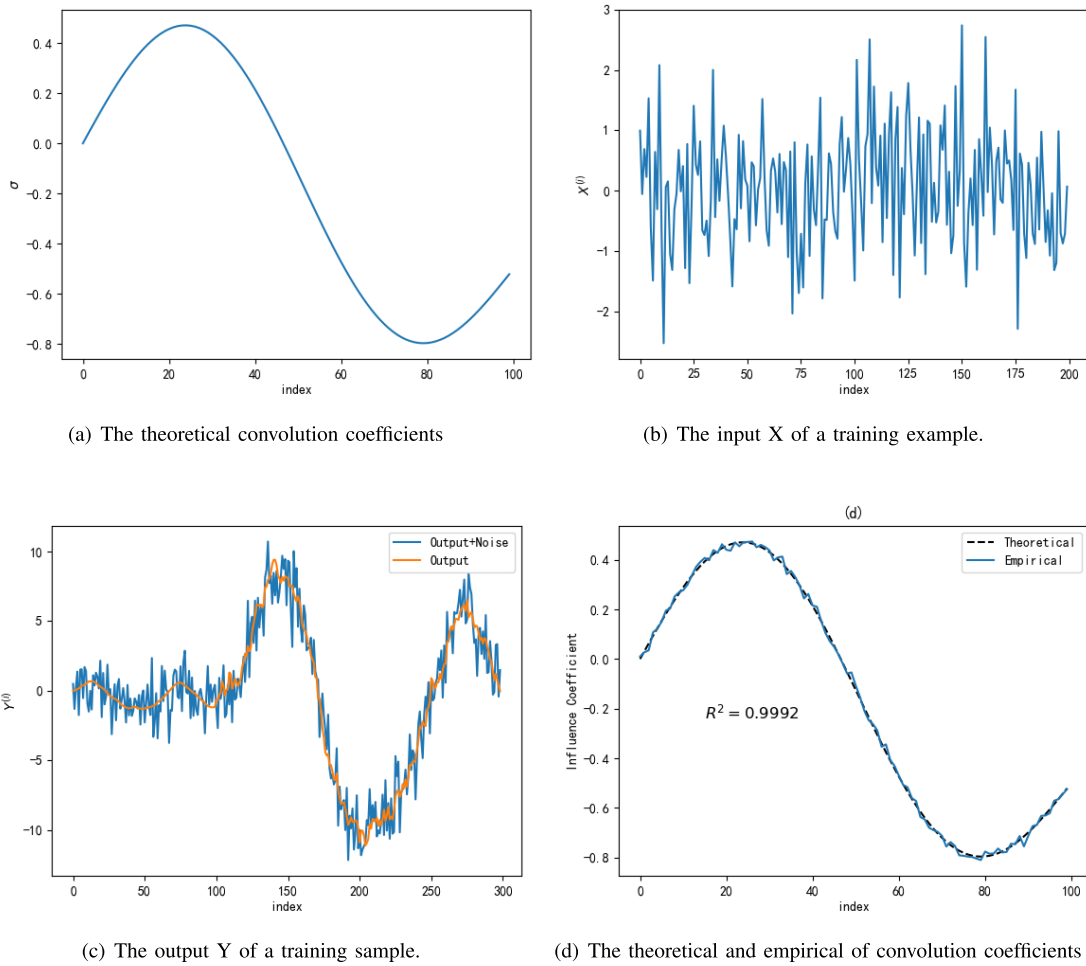 0.4
0.2
0.0
−0.2
−0.4
−0.6
−0.8
σ
0 20 40 60 80 100
index
(a) The theoretical convolution coefficients
3
2
1
0
−1
−2
X(i)
0 25 50 75 100 125 150 175 200
index
(b) The input X of a training example.
10
5
0
−5
−10
Y(i)
Output+Noise
Output
0 50 100 150 200 250 300
index
(c) The output Y of a training sample.
(d)
0.4
0.2
0.0
−0.2
−0.4
−0.6
−0.8
Influence Coefficient
Theoretical
Empirical
R² = 0.9992
0 20 40 60 80 100
index
(d) The theoretical and empirical of convolution coefficients